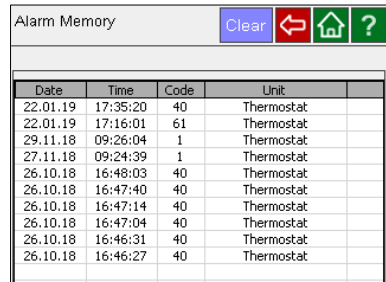 Alarm Memory Clear ?
Date Time Code Unit
22.01.19 17:35:20 40 Thermostat
22.01.19 17:16:01 61 Thermostat
29.11.18 09:26:04 1 Thermostat
27.11.18 09:24:39 1 Thermostat
26.10.18 16:48:03 40 Thermostat
26.10.18 16:47:40 40 Thermostat
26.10.18 16:47:14 40 Thermostat
26.10.18 16:47:04 40 Thermostat
26.10.18 16:46:31 40 Thermostat
26.10.18 16:46:27 40 Thermostat